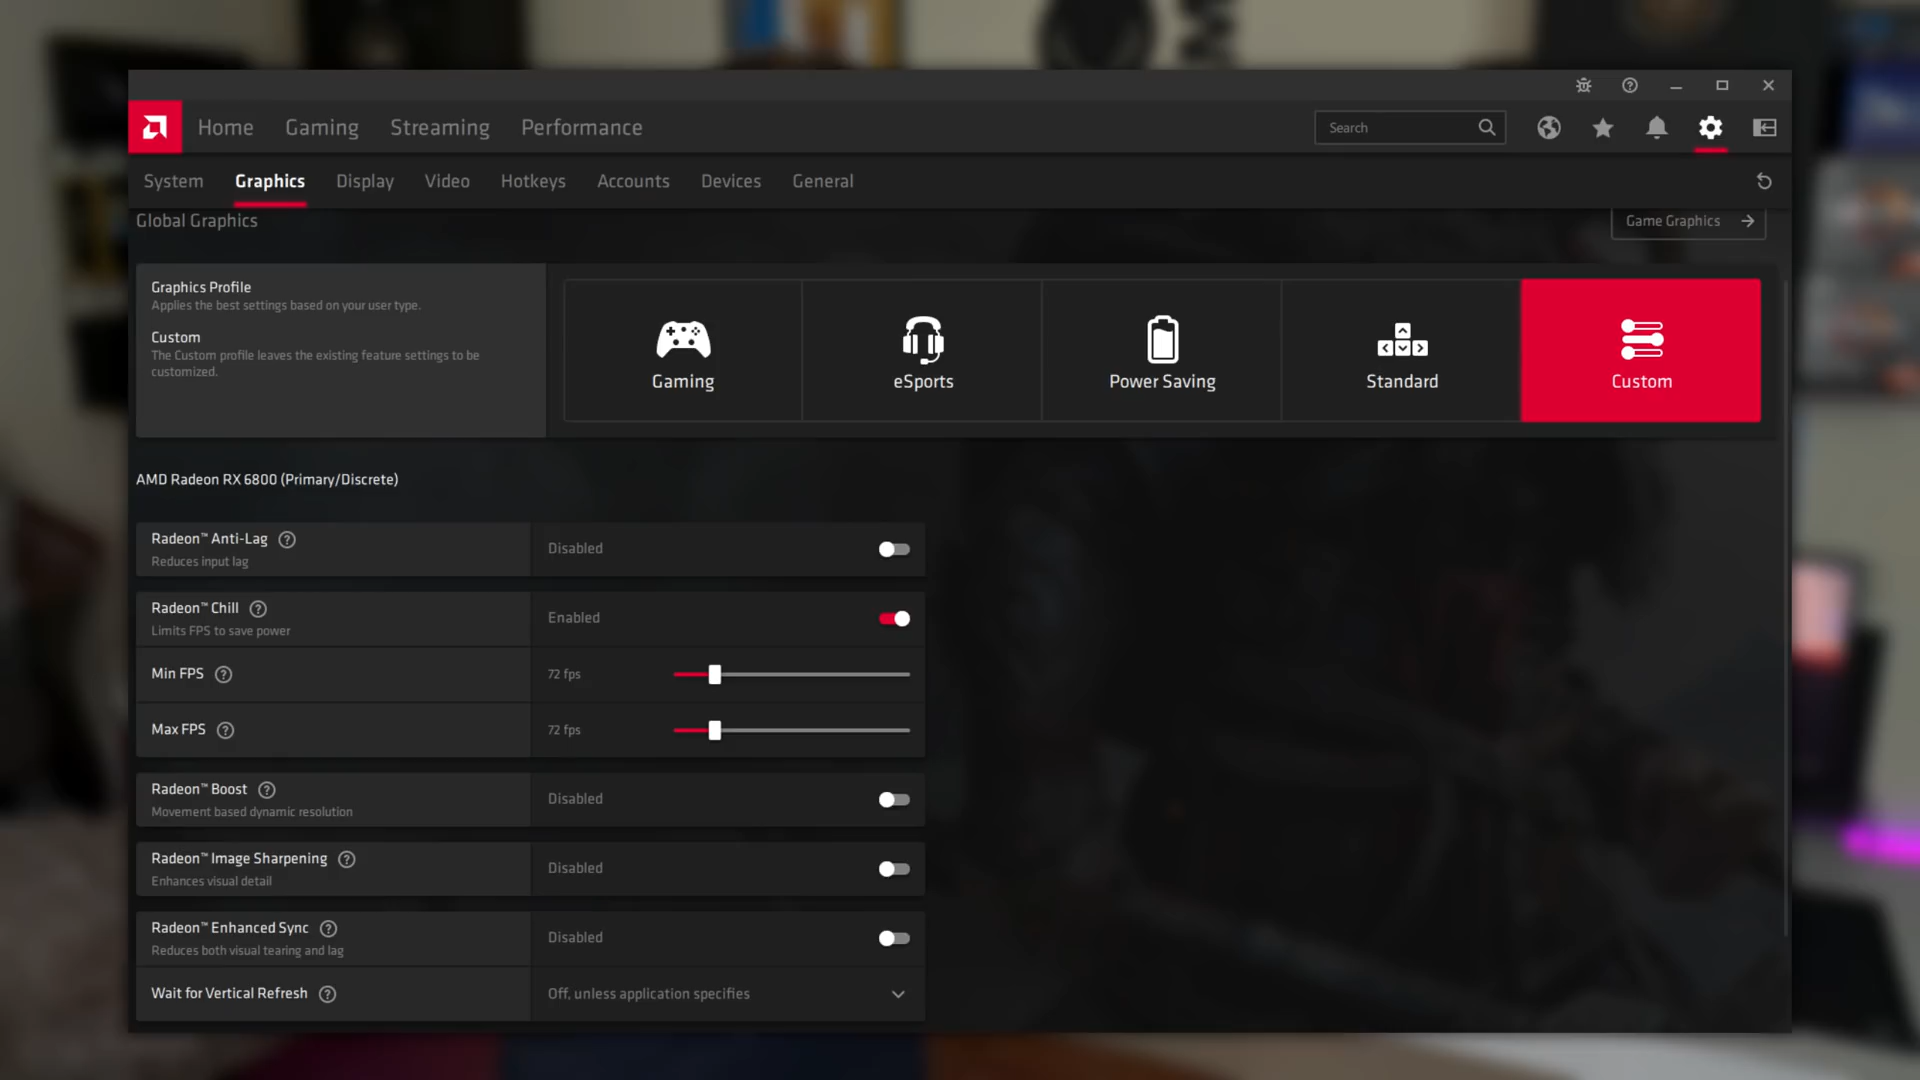 Home Gaming Streaming Performance Search
System Graphics Display Video Hotkeys Accounts Devices General
Global Graphics
Game Graphics
Graphics Profile
Applies the best settings based on your user type.
Custom
The Custom profile leaves the existing feature settings to be
customized.
Gaming
eSports
Power Saving
Standard
Custom
AMD Radeon RX 6800 (Primary/Discrete)
Radeon™ Anti-Lag
Reduces input lag
Disabled
Radeon™ Chill
Limits FPS to save power
Enabled
Min FPS
72 fps
Max FPS
72 fps
Radeon™ Boost
Movement based dynamic resolution
Disabled
Radeon™ Image Sharpening
Enhances visual detail
Disabled
Radeon™ Enhanced Sync
Reduces both visual tearing and lag
Disabled
Wait for Vertical Refresh
Off, unless application specifies